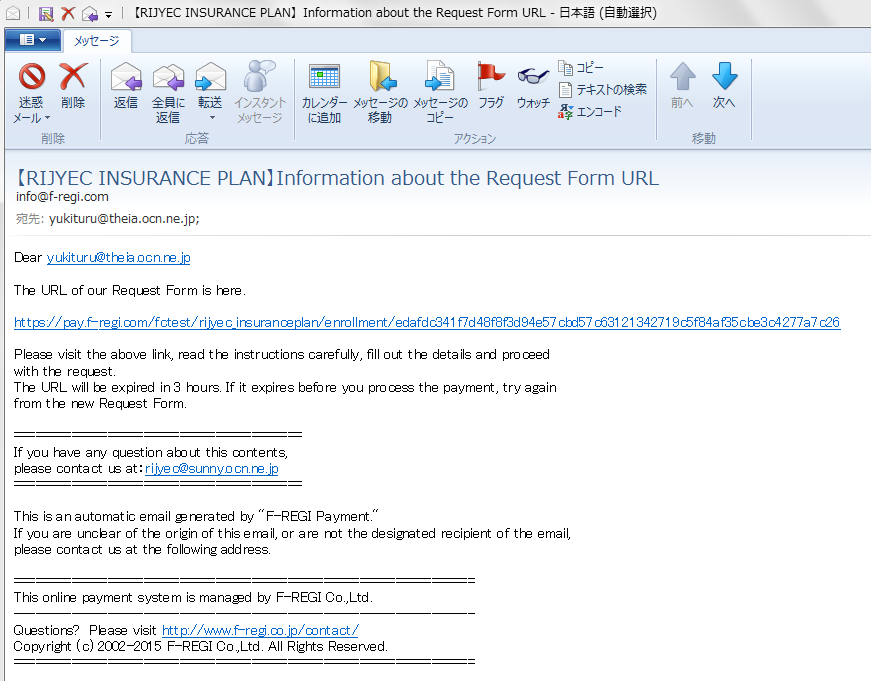 【RIJYEC INSURANCE PLAN】Information about the Request Form URL - 日本語 (自動選択)
メッセージ
迷惑メール
削除
返信
全員に返信
転送
インスタントメッセージ
カレンダーに追加
メッセージの移動
メッセージのコピー
フラグ
ウォッチ
コピー
テキストの検索
エンコード
前へ
次へ
削除
応答
アクション
移動
【RIJYEC INSURANCE PLAN】Information about the Request Form URL
info@f-regi.com
宛先: yukituru@theia.ocn.ne.jp;
Dear yukituru@theia.ocn.ne.jp
The URL of our Request Form is here.
https://pay.f-regi.com/fctest/rijyec_insuranceplan/enrollment/edafdc341f7d48f8f3d94e57cbd57c63121342719c5f84af35cbe3c4277a7c26
Please visit the above link, read the instructions carefully, fill out the details and proceed
with the request.
The URL will be expired in 3 hours. If it expires before you process the payment, try again
from the new Request Form.
If you have any question about this contents,
please contact us at：rijyec@sunny.ocn.ne.jp
This is an automatic email generated by “F-REGI Payment.“
If you are unclear of the origin of this email, or are not the designated recipient of the email,
please contact us at the following address.
This online payment system is managed by F-REGI Co.,Ltd.
Questions?  Please visit http://www.f-regi.co.jp/contact/
Copyright (c) 2002-2015 F-REGI Co.,Ltd. All Rights Reserved.